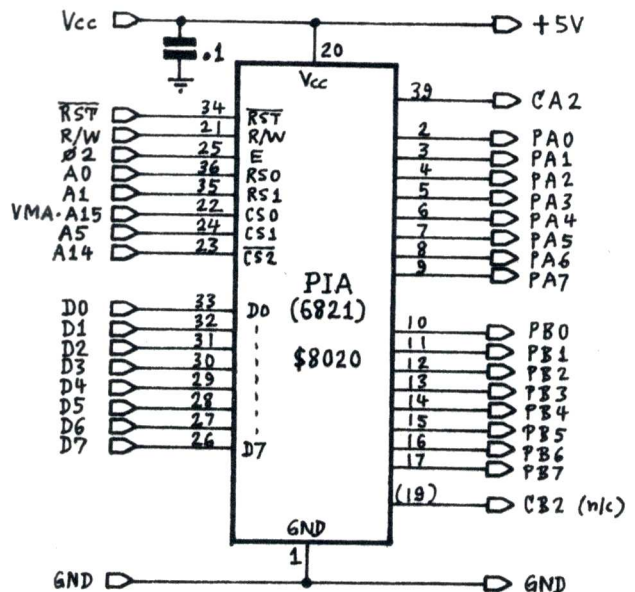 Vcc +5V
.1
20
Vcc
39 CA2
R̅S̅T̅ 34 R̅S̅T̅
R/W 21 R/W
Ø2 25 E
A0 36 RS0
A1 35 RS1
VMA·A15 22 CS0
A5 24 CS1
A14 23 C̅S̅2̅
2 PA0
3 PA1
4 PA2
5 PA3
6 PA4
7 PA5
8 PA6
9 PA7
PIA
(6821)
$8020
D0 33 D0
D1 32
D2 31
D3 30
D4 29
D5 28
D6 27
D7 26 D7
10 PB0
11 PB1
12 PB2
13 PB3
14 PB4
15 PB5
16 PB6
17 PB7
(19) CB2 (n/c)
GND
1
GND GND